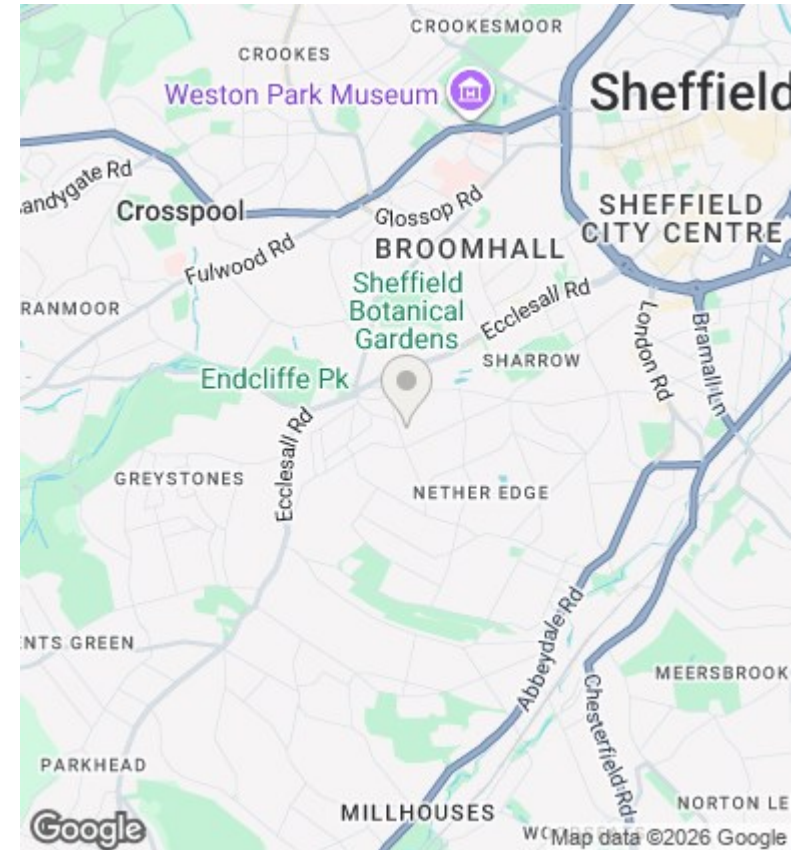 CROOKESMOOR
CROOKES
Weston Park Museum
Sheffield
andygate Rd
Crosspool
Glossop Rd
SHEFFIELD
CITY CENTRE
BROOMHALL
Fulwood Rd
Sheffield
Botanical
Gardens
RANMOOR
Ecclesall Rd
London Rd
Bramall Ln
SHARROW
Endcliffe Pk
Ecclesall Rd
GREYSTONES
NETHER EDGE
Abbeydale Rd
ENTS GREEN
MEERSBROOK
Chesterfield Rd
PARKHEAD
MILLHOUSES
NORTON LE
Google
Map data ©2026 Google